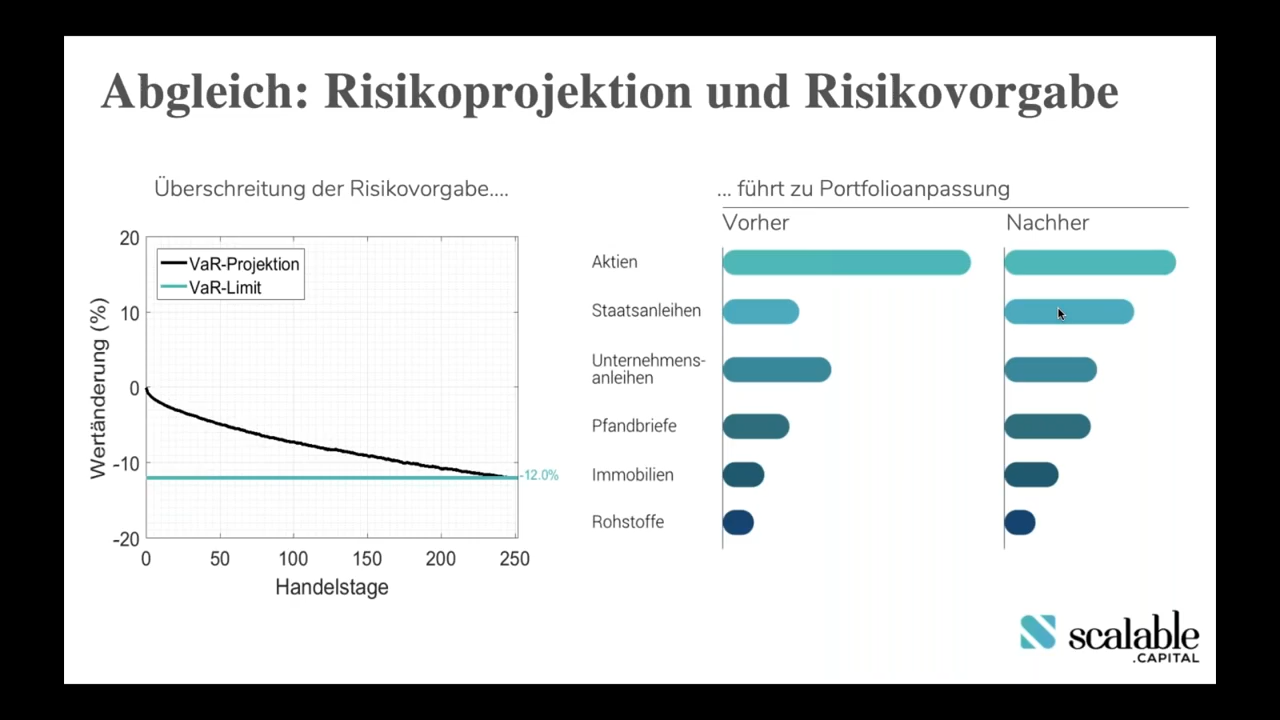 Abgleich: Risikoprojektion und Risikovorgabe
Überschreitung der Risikovorgabe....
20
10
0
-10
-20
Wertänderung (%)
VaR-Projektion
VaR-Limit
-12.0%
0 50 100 150 200 250
Handelstage
... führt zu Portfolioanpassung
Vorher Nachher
Aktien
Staatsanleihen
Unternehmens-
anleihen
Pfandbriefe
Immobilien
Rohstoffe
scalable
.CAPITAL